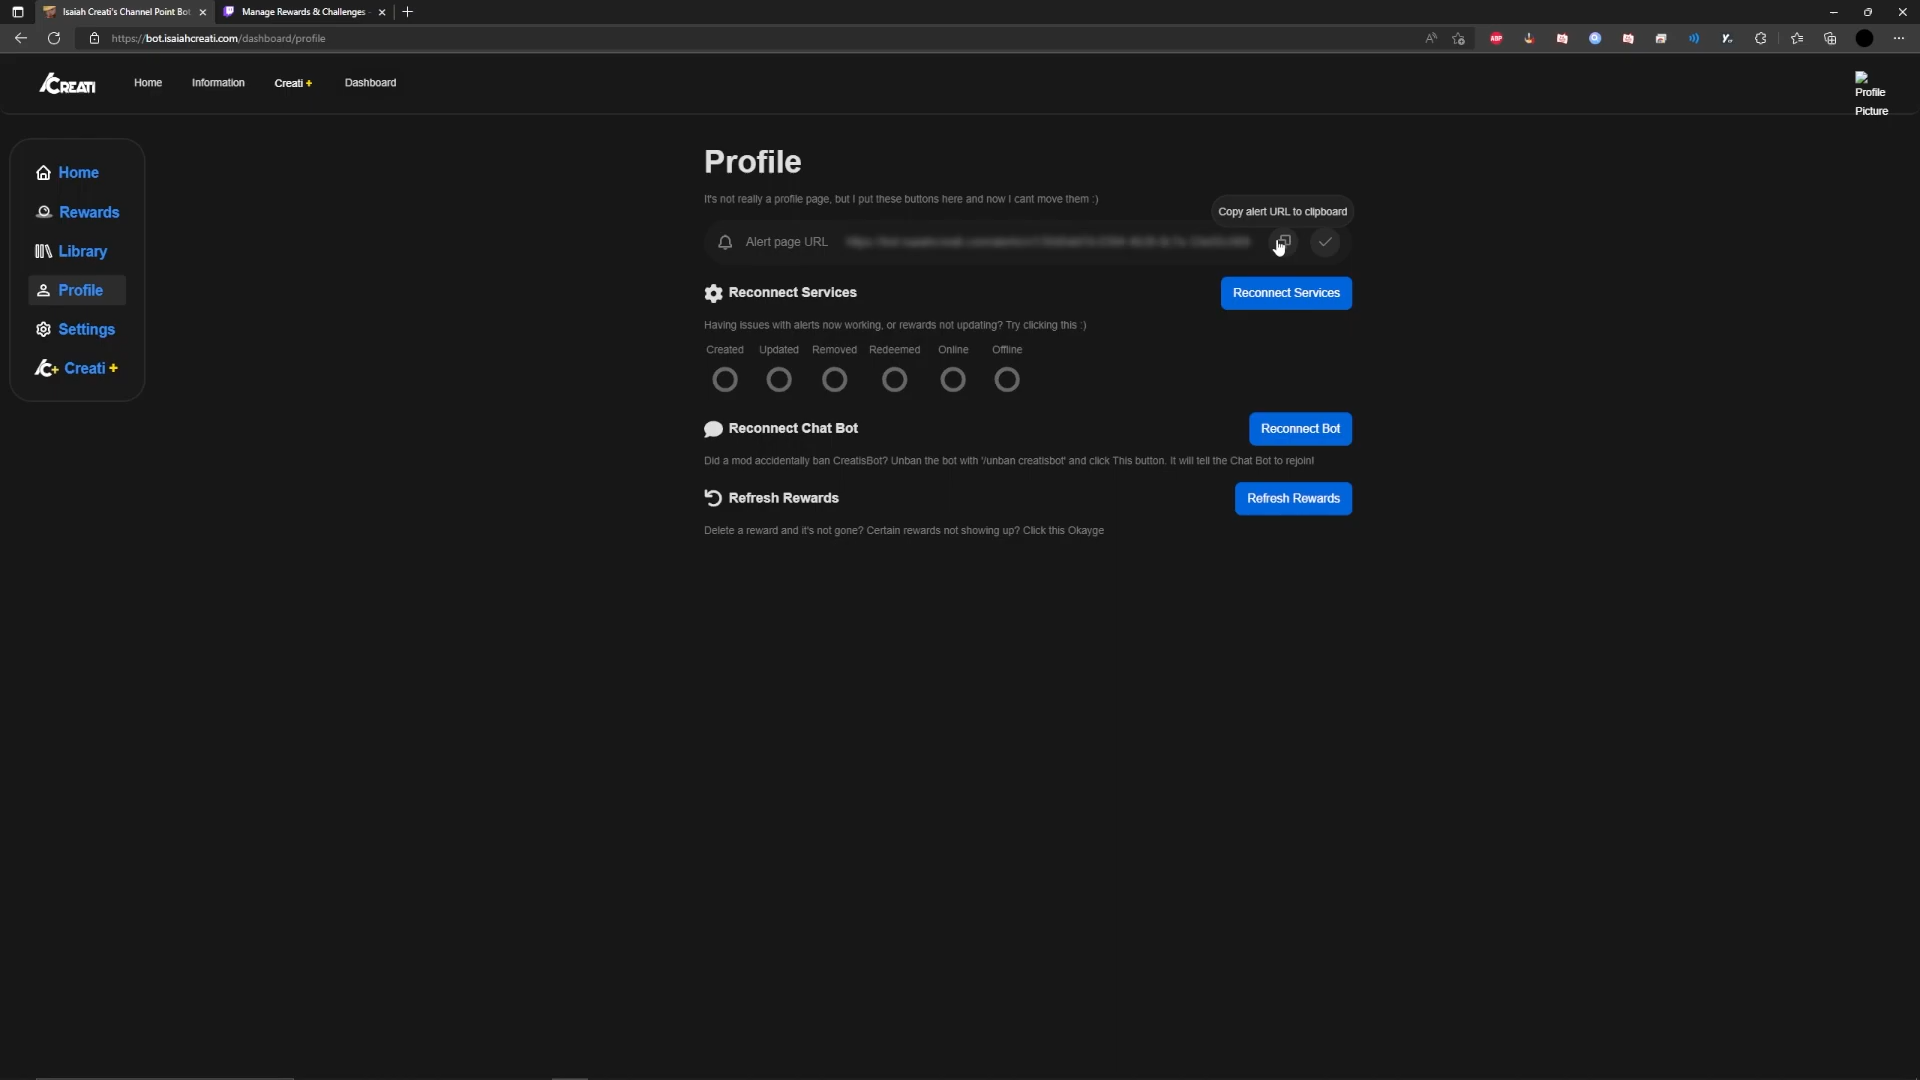 Isaiah Creati's Channel Point Bot
Manage Rewards & Challenges -
https://bot.isaiahcreati.com/dashboard/profile
ABP
CREATI
Home
Information
Creati +
Dashboard
Profile
Picture
Home
Rewards
Library
Profile
Settings
Creati +
Profile
It's not really a profile page, but I put these buttons here and now I cant move them :)
Copy alert URL to clipboard
Alert page URL
Reconnect Services
Reconnect Services
Having issues with alerts now working, or rewards not updating? Try clicking this :)
Created Updated Removed Redeemed Online Offline
Reconnect Chat Bot
Reconnect Bot
Did a mod accidentally ban CreatisBot? Unban the bot with '/unban creatisbot' and click This button. It will tell the Chat Bot to rejoin!
Refresh Rewards
Refresh Rewards
Delete a reward and it's not gone? Certain rewards not showing up? Click this Okayge